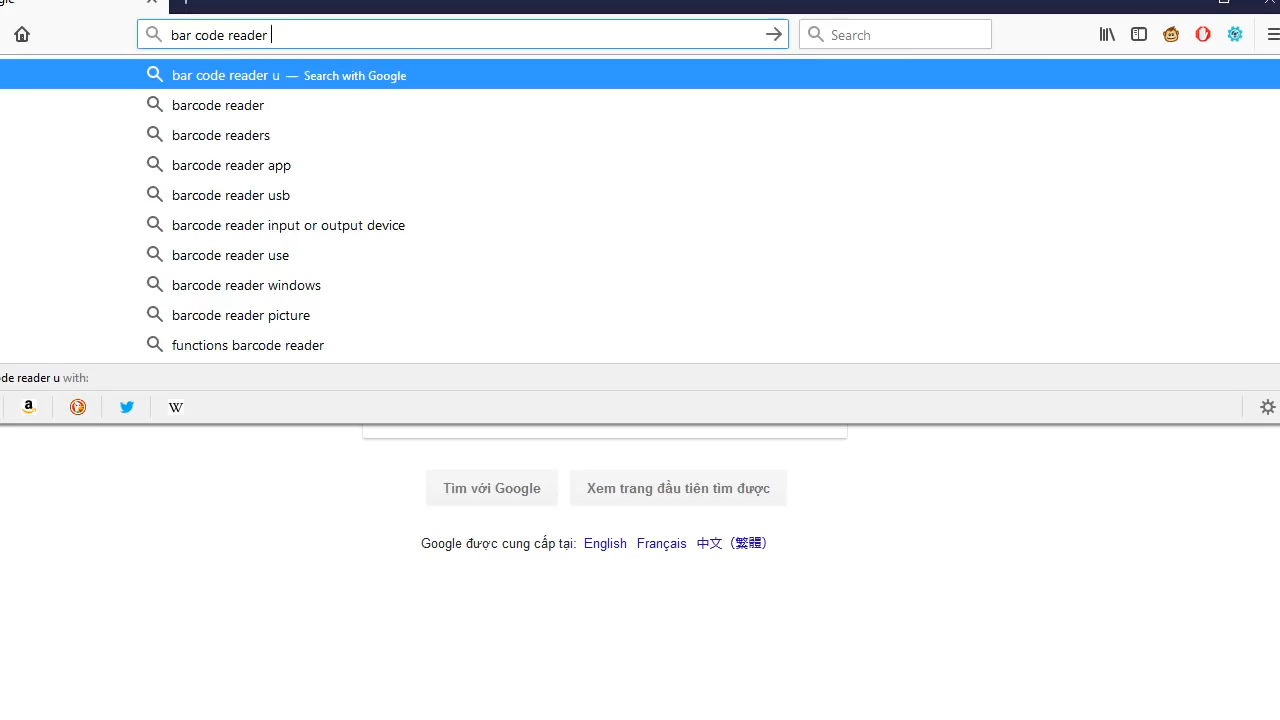 bar code reader
Search
bar code reader u — Search with Google
barcode reader
barcode readers
barcode reader app
barcode reader usb
barcode reader input or output device
barcode reader use
barcode reader windows
barcode reader picture
functions barcode reader
de reader u with:
a
W
Tìm với Google
Xem trang đầu tiên tìm được
Google được cung cấp tại: English Français 中文（繁體）